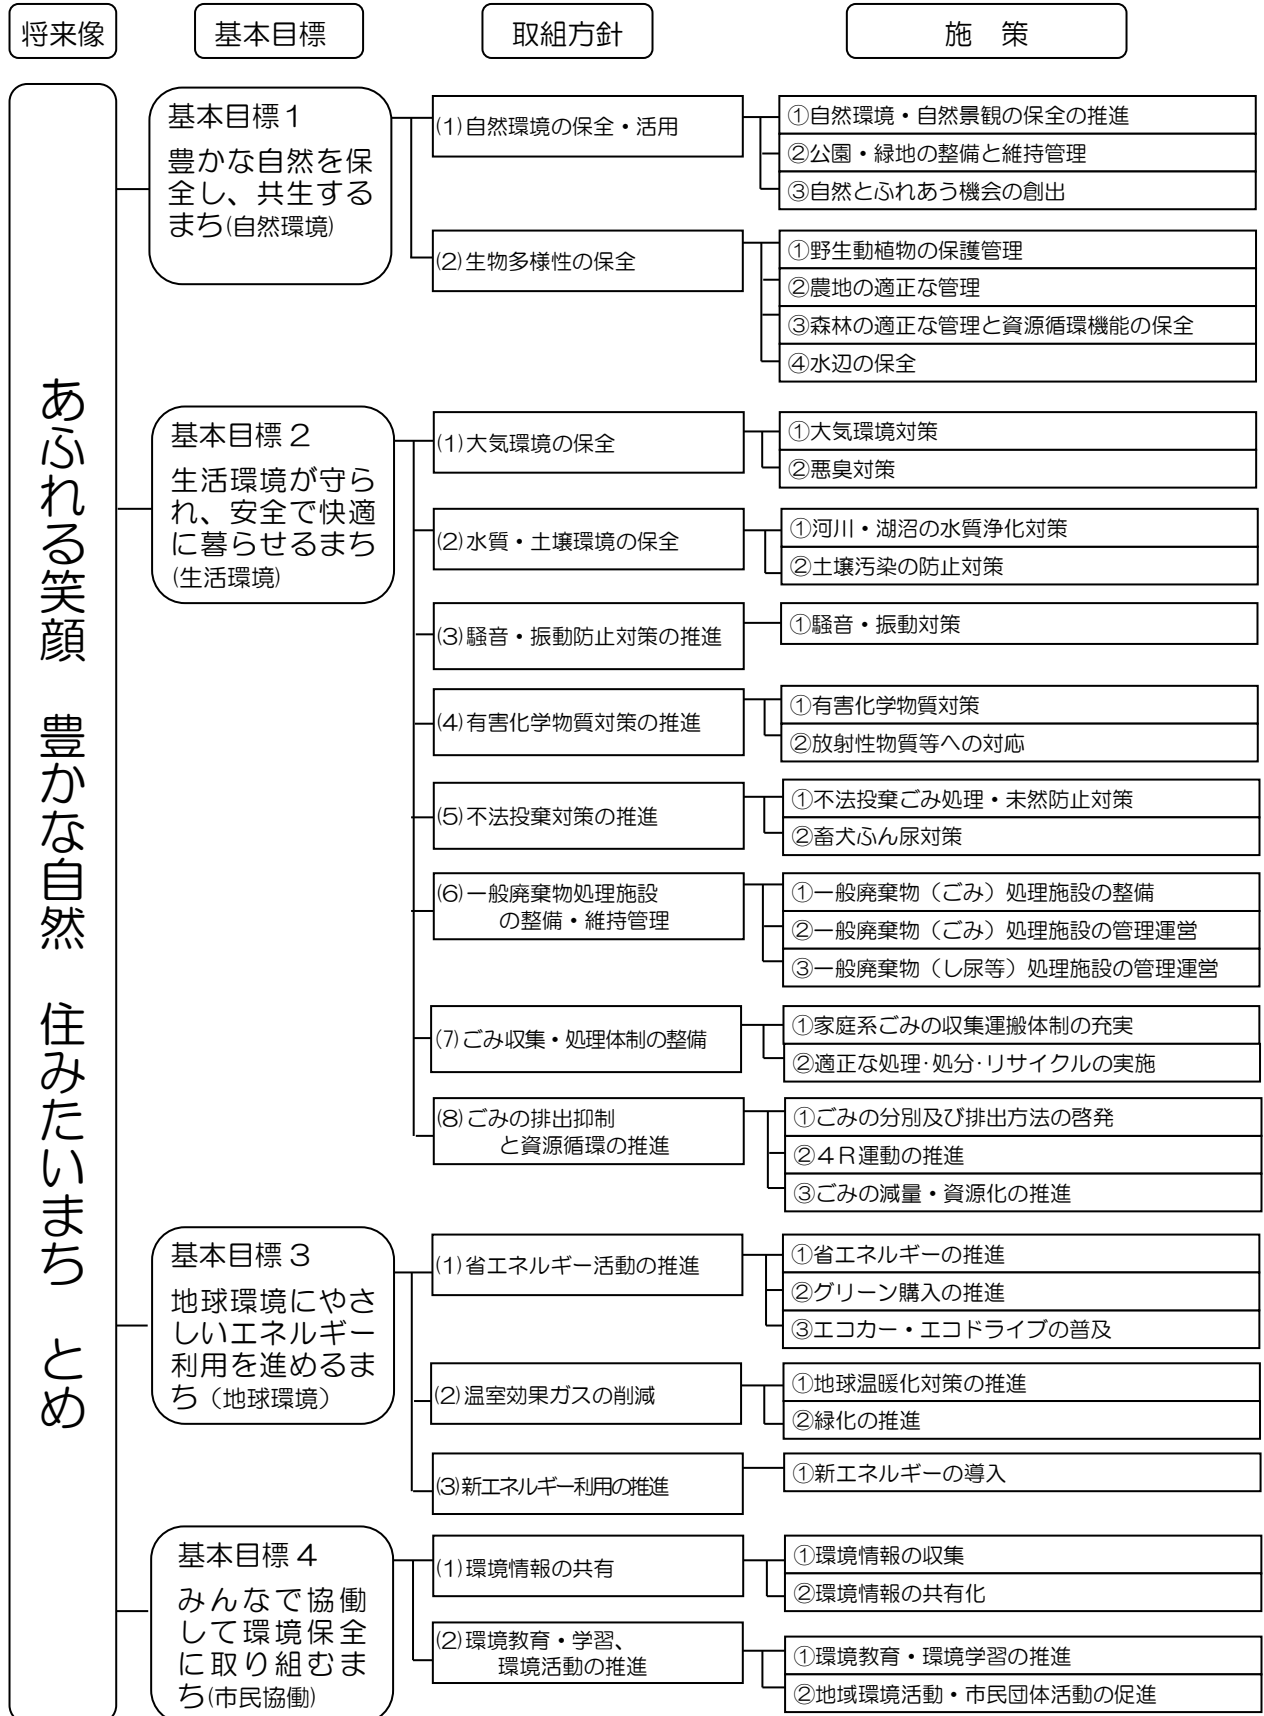 将来像
基本目標
取組方針
施　策
あふれる笑顔　豊かな自然　住みたいまち　とめ
基本目標１
豊かな自然を保
全し、共生する
まち(自然環境)
(1)自然環境の保全・活用
①自然環境・自然景観の保全の推進
②公園・緑地の整備と維持管理
③自然とふれあう機会の創出
(2)生物多様性の保全
①野生動植物の保護管理
②農地の適正な管理
③森林の適正な管理と資源循環機能の保全
④水辺の保全
基本目標２
生活環境が守ら
れ、安全で快適
に暮らせるまち
(生活環境)
(1)大気環境の保全
①大気環境対策
②悪臭対策
(2)水質・土壌環境の保全
①河川・湖沼の水質浄化対策
②土壌汚染の防止対策
(3)騒音・振動防止対策の推進
①騒音・振動対策
(4)有害化学物質対策の推進
①有害化学物質対策
②放射性物質等への対応
(5)不法投棄対策の推進
①不法投棄ごみ処理・未然防止対策
②畜犬ふん尿対策
(6)一般廃棄物処理施設
の整備・維持管理
①一般廃棄物（ごみ）処理施設の整備
②一般廃棄物（ごみ）処理施設の管理運営
③一般廃棄物（し尿等）処理施設の管理運営
(7)ごみ収集・処理体制の整備
①家庭系ごみの収集運搬体制の充実
②適正な処理･処分･リサイクルの実施
(8)ごみの排出抑制
と資源循環の推進
①ごみの分別及び排出方法の啓発
②４Ｒ運動の推進
③ごみの減量・資源化の推進
基本目標３
地球環境にやさ
しいエネルギー
利用を進めるま
ち（地球環境）
(1)省エネルギー活動の推進
①省エネルギーの推進
②グリーン購入の推進
③エコカー・エコドライブの普及
(2)温室効果ガスの削減
①地球温暖化対策の推進
②緑化の推進
(3)新エネルギー利用の推進
①新エネルギーの導入
基本目標４
みんなで協働
して環境保全
に取り組むま
ち(市民協働)
(1)環境情報の共有
①環境情報の収集
②環境情報の共有化
(2)環境教育・学習、
環境活動の推進
①環境教育・環境学習の推進
②地域環境活動・市民団体活動の促進